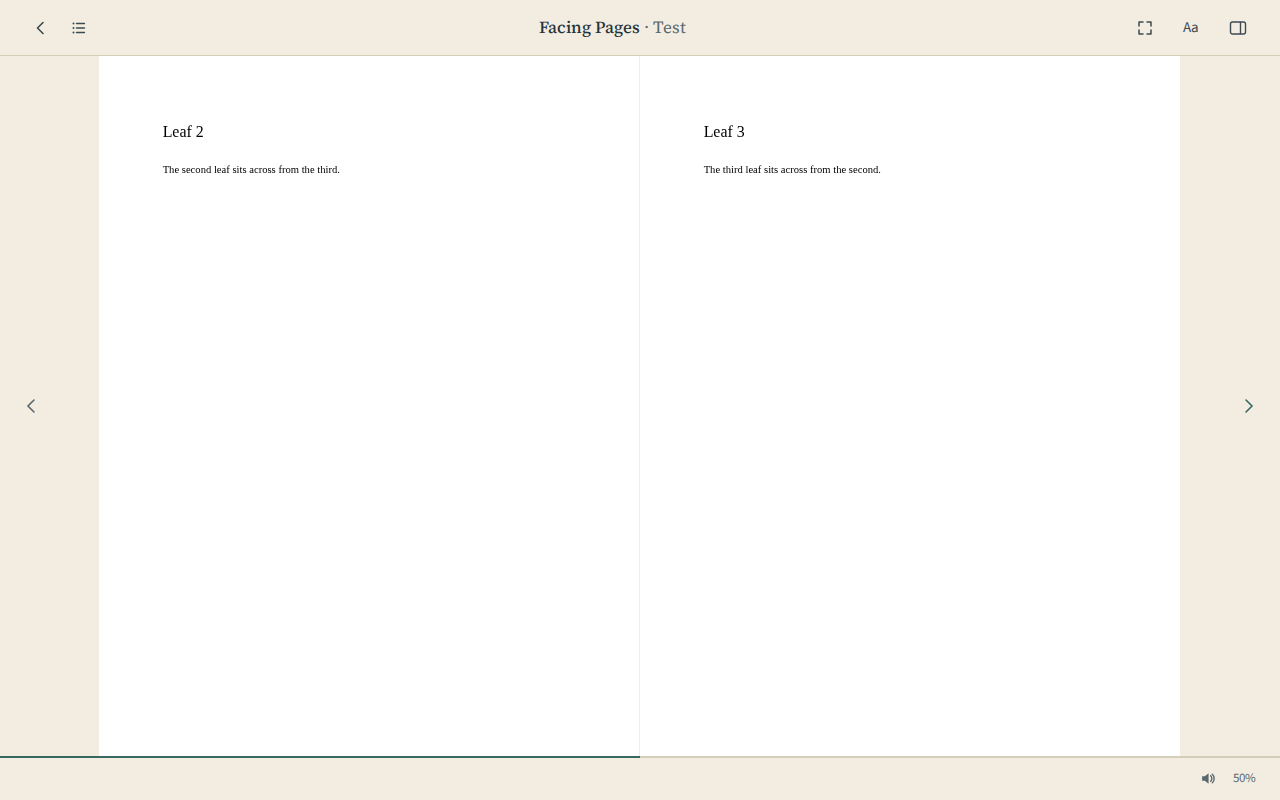 Facing Pages · Test
Aa
Leaf 2
The second leaf sits across from the third.
Leaf 3
The third leaf sits across from the second.
50%